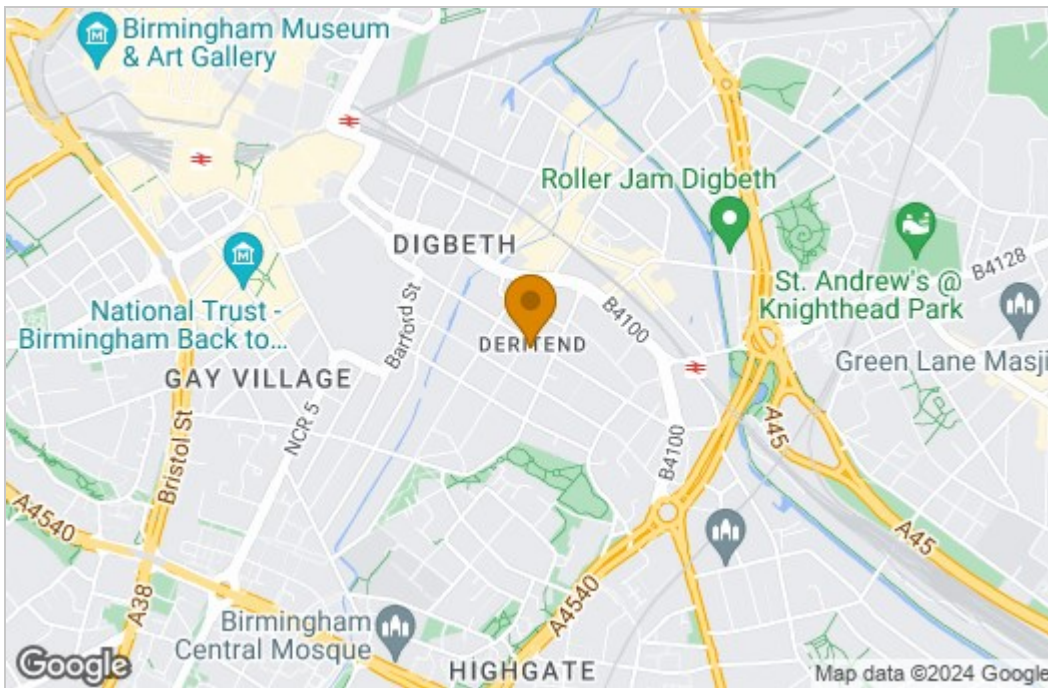 Birmingham Museum
& Art Gallery
Roller Jam Digbeth
DIGBETH
B4128
St. Andrew's @
Knighthead Park
National Trust -
Birmingham Back to...
Barford St
B4100
DERITEND
Green Lane Masji
GAY VILLAGE
NCR 5
Bristol St
A45
B4100
A4540
A45
A38
A4540
Birmingham
Central Mosque
HIGHGATE
Google
Map data ©2024 Google